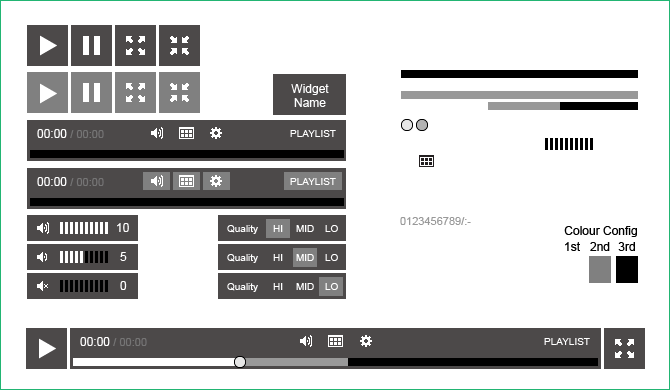 Widget
Name
00:00 / 00:00 PLAYLIST
00:00 / 00:00 PLAYLIST
10 Quality HI MID LO
5 Quality HI MID LO
0 Quality HI MID LO
0123456789/:-
Colour Config
1st 2nd 3rd
00:00 / 00:00 PLAYLIST